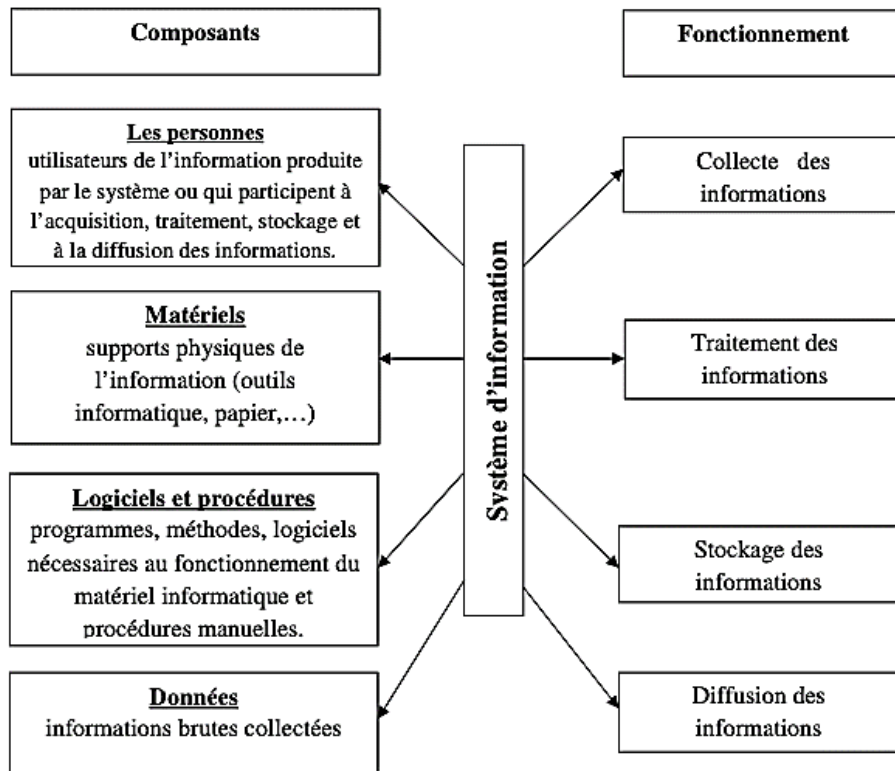 Composants
Les personnes
utilisateurs de l’information produite
par le système ou qui participent à
l’acquisition, traitement, stockage et
à la diffusion des informations.
Matériels
supports physiques de
l’information (outils
informatique, papier,…)
Logiciels et procédures
programmes, méthodes, logiciels
nécessaires au fonctionnement du
matériel informatique et
procédures manuelles.
Données
informations brutes collectées
Système d’information
Fonctionnement
Collecte des
informations
Traitement des
informations
Stockage des
informations
Diffusion des
informations